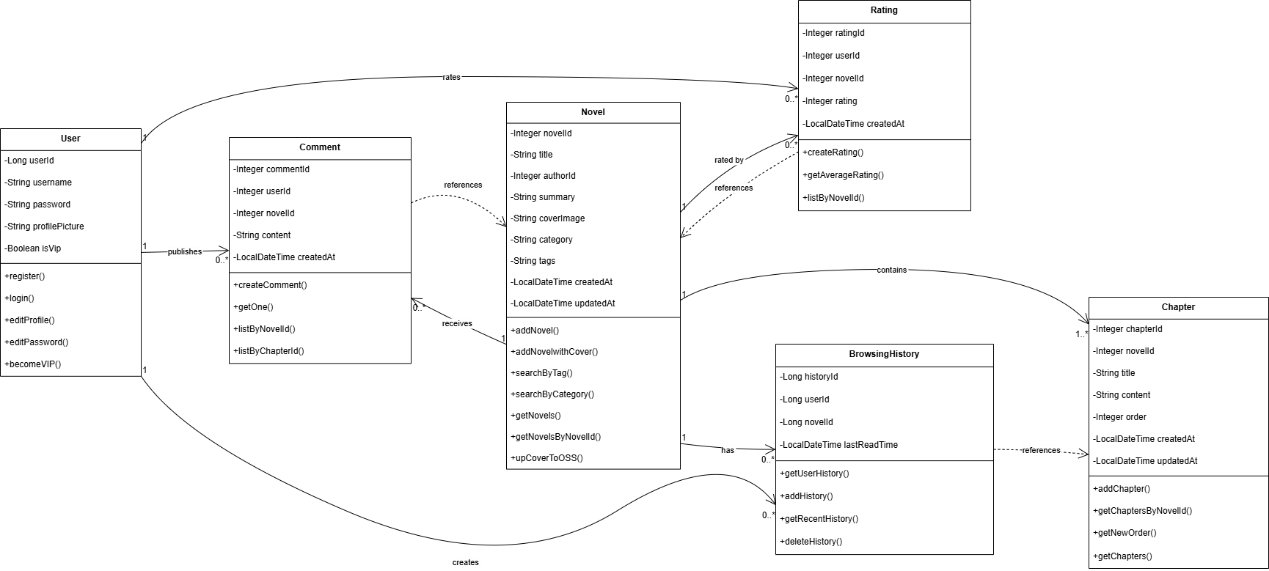 User
-Long userId
-String username
-String password
-String profilePicture
-Boolean isVip
+register()
+login()
+editProfile()
+editPassword()
+becomeVIP()
1
rates
0..*
1
publishes
0..*
1
creates
0..*
Comment
-Integer commentId
-Integer userId
-Integer novelId
-String content
-LocalDateTime createdAt
+createComment()
+getOne()
+listByNovelId()
+listByChapterId()
references
0..*
receives
1
Novel
-Integer novelId
-String title
-Integer authorId
-String summary
-String coverImage
-String category
-String tags
-LocalDateTime createdAt
-LocalDateTime updatedAt
+addNovel()
+addNovelwithCover()
+searchByTag()
+searchByCategory()
+getNovels()
+getNovelsByNovelId()
+upCoverToOSS()
1
rated by
0..*
references
1
contains
1..*
1
has
0..*
Rating
-Integer ratingId
-Integer userId
-Integer novelId
-Integer rating
-LocalDateTime createdAt
+createRating()
+getAverageRating()
+listByNovelId()
BrowsingHistory
-Long historyId
-Long userId
-Long novelId
-LocalDateTime lastReadTime
+getUserHistory()
+addHistory()
+getRecentHistory()
+deleteHistory()
references
Chapter
-Integer chapterId
-Integer novelId
-String title
-String content
-Integer order
-LocalDateTime createdAt
-LocalDateTime updatedAt
+addChapter()
+getChaptersByNovelId()
+getNewOrder()
+getChapters()